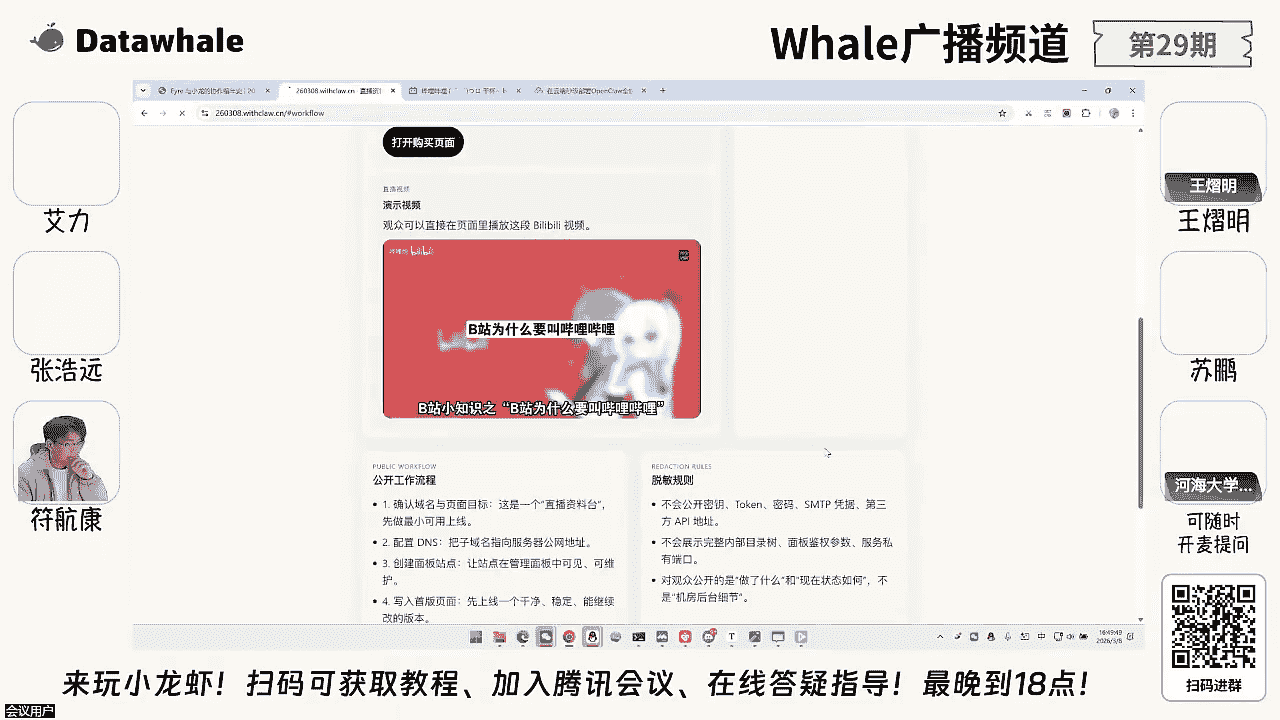 Datawhale
Whale广播频道
第29期
260308.withclaw.cn/#workflow
打开购买页面
直播视频
演示视频
观众可以直接在页面里播放这段 Bilibili 视频。
B站为什么要叫哔哩哔哩
B站小知识之“B站为什么要叫哔哩哔哩”
PUBLIC WORKFLOW
公开工作流程
1. 确认域名与页面目标：这是一个“直播资料台”，
先做最小可用上线。
2. 配置 DNS：把子域名指向服务器公网地址。
3. 创建面板站点：让站点在管理面板中可见、可维
护。
4. 写入首版页面：先上线一个干净、稳定、能继续
改的版本。
REDACTION RULES
脱敏规则
不会公开密钥、Token、密码、SMTP 凭据、第三
方 API 地址。
不会展示完整内部目录树、面板鉴权参数、服务私
有端口。
对观众公开的是“做了什么”和“现在状态如何”，不
是“机房后台细节”。
艾力
张浩远
符航康
王熠明
王熠明
苏鹏
河海大学...
可随时
开麦提问
扫码进群
16:49:49
2026/3/8
来玩小龙虾！扫码可获取教程、加入腾讯会议、在线答疑指导！最晚到18点！
会议用户